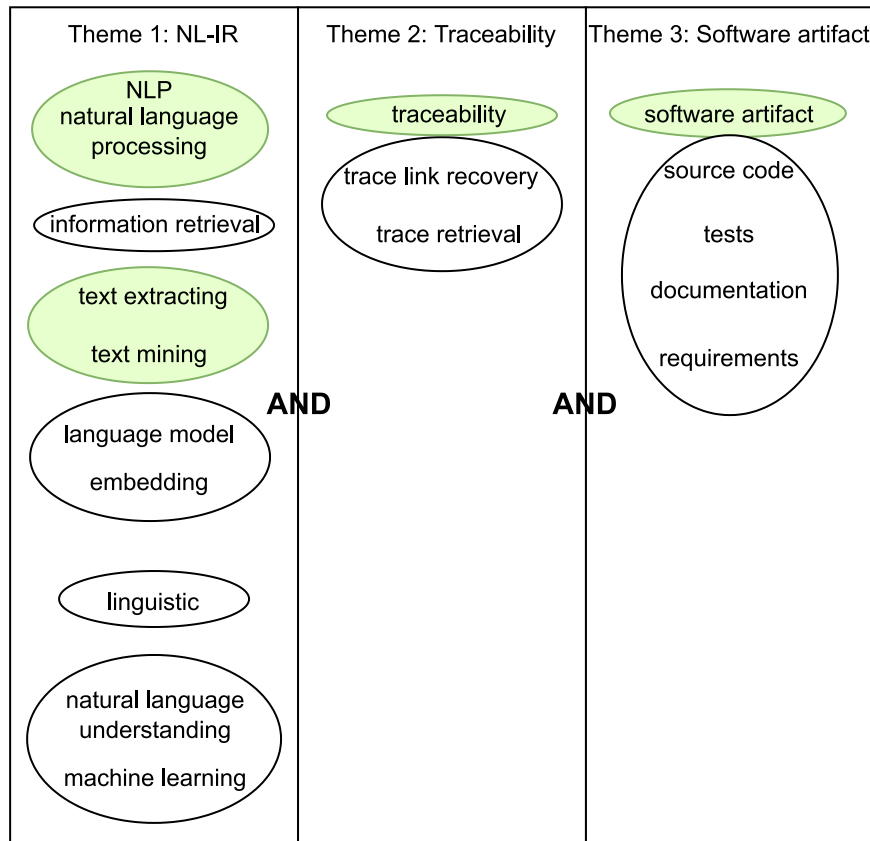 Theme 1: NL-IR
NLP
natural language
processing
information retrieval
text extracting
text mining
language model
embedding
linguistic
natural language
understanding
machine learning
AND
Theme 2: Traceability
traceability
trace link recovery
trace retrieval
AND
Theme 3: Software artifact
software artifact
source code
tests
documentation
requirements